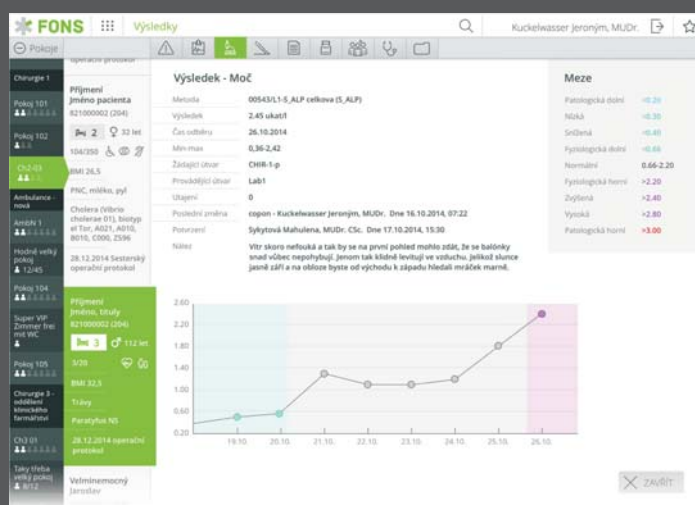 FONS
Výsledky
Kuckelwasser Jeroným, MUDr.
Pokoje
Chirurgie 1
Pokoj 101
Pokoj 102
Ch2-03
Ambulance - nová
AmbN 1
Hodně velký pokoj
12/45
Pokoj 104
Super VIP Zimmer frei mit WC
Pokoj 105
Chirurgie 3 - oddělení klinického farmářství
Ch3 01
Taky třeba velký pokoj
8/12
operační protokol
Příjmení
Jméno pacienta
821000002 (204)
2
32 let
104/350
BMI 26,5
PNC, mléko, pyl
Cholera (Vibrio
cholerae 01), biotyp
el Tor, A021, A010,
B010, C000, Z596
28.12.2014 Sesterský
operační protokol
Příjmení
Jméno, tituly
821000002 (204)
3
112 let
5/20
BMI 32,5
Trávy
Paratyfus NS
28.12.2014 operační
protokol
Velminemocný
Jaroslav
Výsledek - Moč
Metoda 00543/L1-S_ALP celkova (S_ALP)
Výsledek 2.45 ukat/l
Čas odběru 26.10.2014
Min-max 0,36-2,42
Žádající útvar CHIR-1-p
Provádějící útvar Lab1
Utajení 0
Poslední změna copon - Kuckelwasser Jeroným, MUDr. Dne 16.10.2014, 07:22
Potvrzení Sykytová Mahulena, MUDr. CSc. Dne 17.10.2014, 15:30
Nález Vítr skoro nefouká a tak by se na první pohled mohlo zdát, že se balónky
snad vůbec nepohybují. Jenom tak klidně levitují ve vzduchu. Jelikož slunce
jasně září a na obloze byste od východu k západu hledali mráček marně.
Meze
Patologická dolní <0.20
Nízká <0.30
Snížená <0.40
Fyziologická dolní <0.66
Normální 0.66-2.20
Fyziologická horní >2.20
Zvýšená >2.40
Vysoká >2.80
Patologická horní >3.00
2.60
2.20
1.80
1.40
1.00
0.60
0.20
19.10. 20.10. 21.10. 22.10. 23.10. 24.10. 25.10. 26.10.
ZAVŘÍT